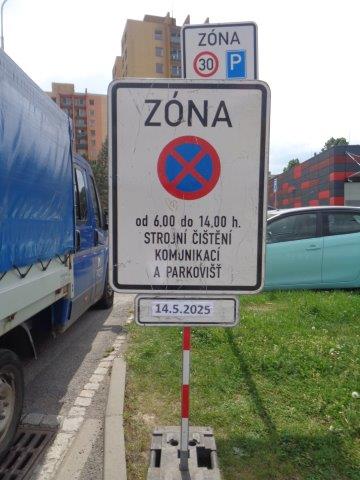 ZÓNA
30 P
ZÓNA
od 6,00 do 14,00 h.
STROJNÍ ČIŠTĚNÍ
KOMUNIKACÍ
A PARKOVIŠŤ
14.5.2025